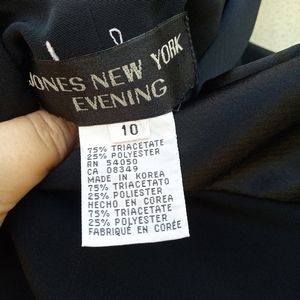 JONES NEW YORK
EVENING
10
75% TRIACETATE
25% POLYESTER
RN 54050
CA 08349
MADE IN KOREA
75% TRIACETATO
25% POLIESTER
HECHO EN COREA
75% TRIACETATE
25% POLYESTER
FABRIQUÉ EN CORÉE